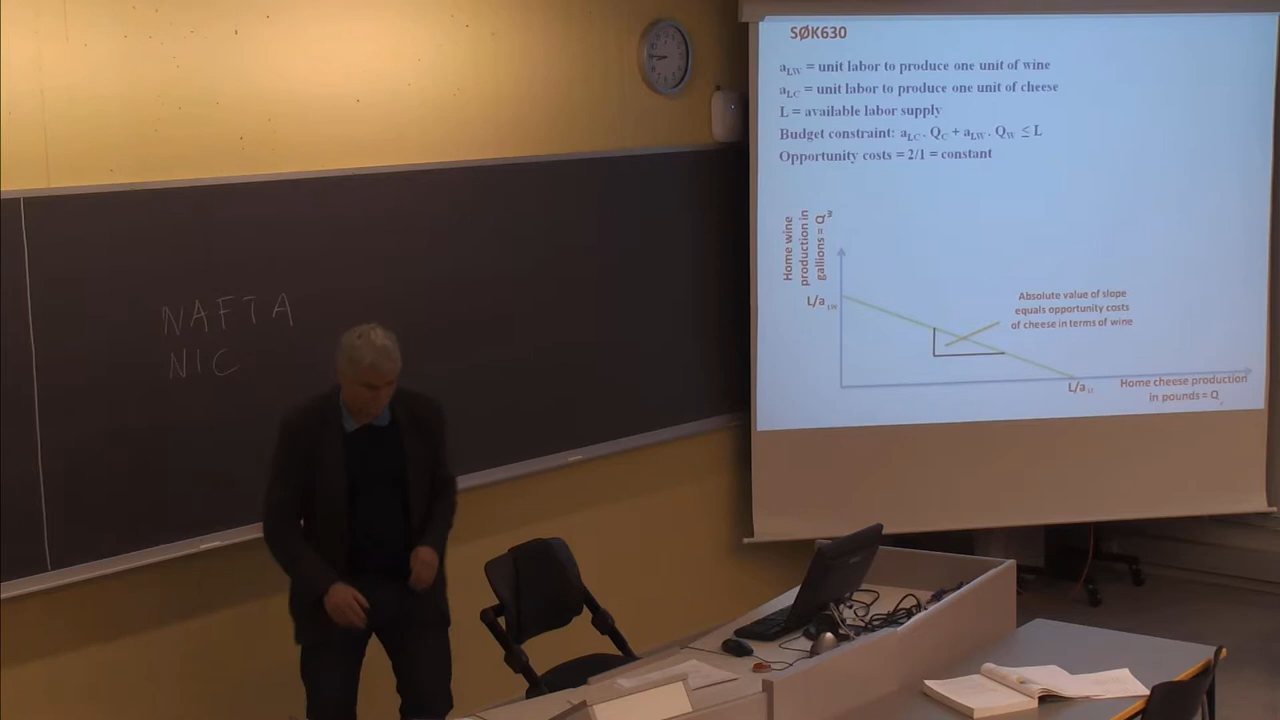 NAFTA
NIC
SØK630
aLW = unit labor to produce one unit of wine
aLC = unit labor to produce one unit of cheese
L = available labor supply
Budget constraint: aLC . QC + aLW . QW ≤ L
Opportunity costs = 2/1 = constant
Home wine
production in
gallions = Qw
L/aLW
Absolute value of slope
equals opportunity costs
of cheese in terms of wine
L/aLC
Home cheese production
in pounds = Q